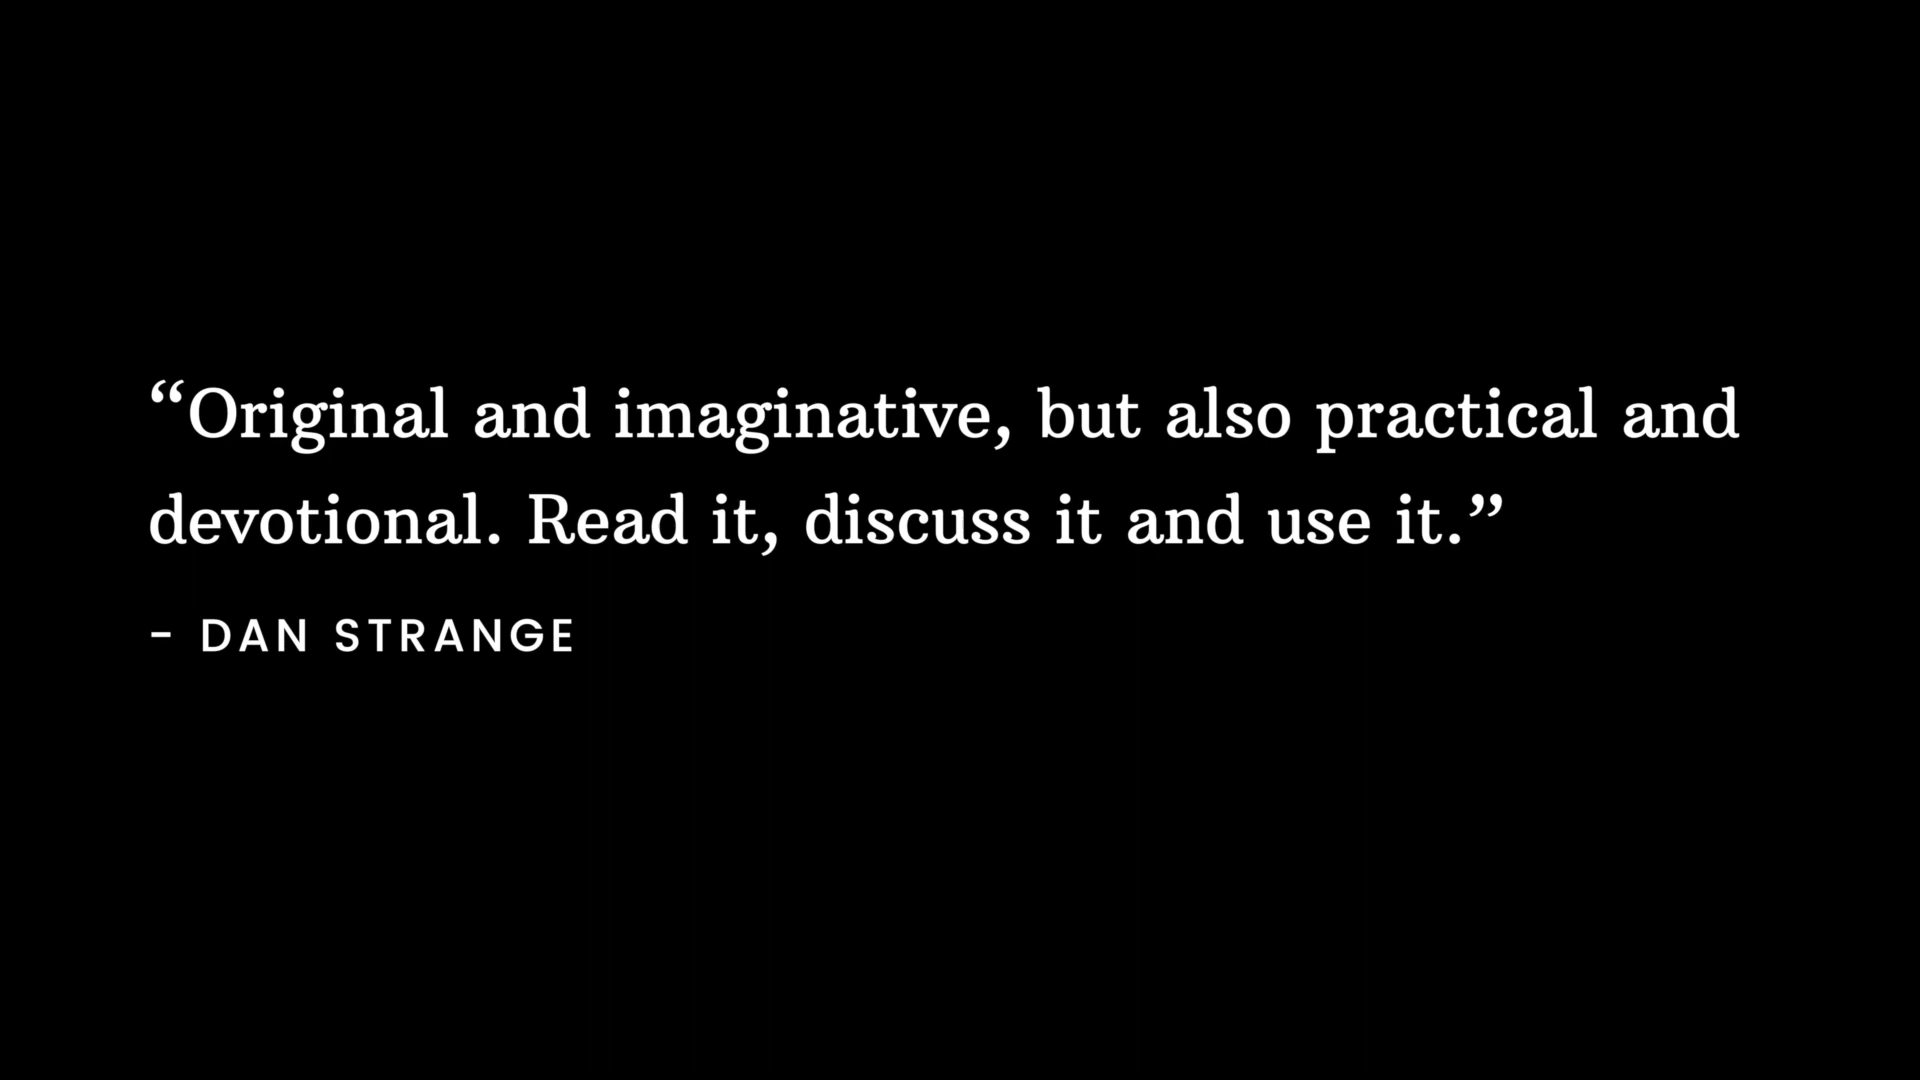 “Original and imaginative, but also practical and
devotional. Read it, discuss it and use it.”
- DAN STRANGE